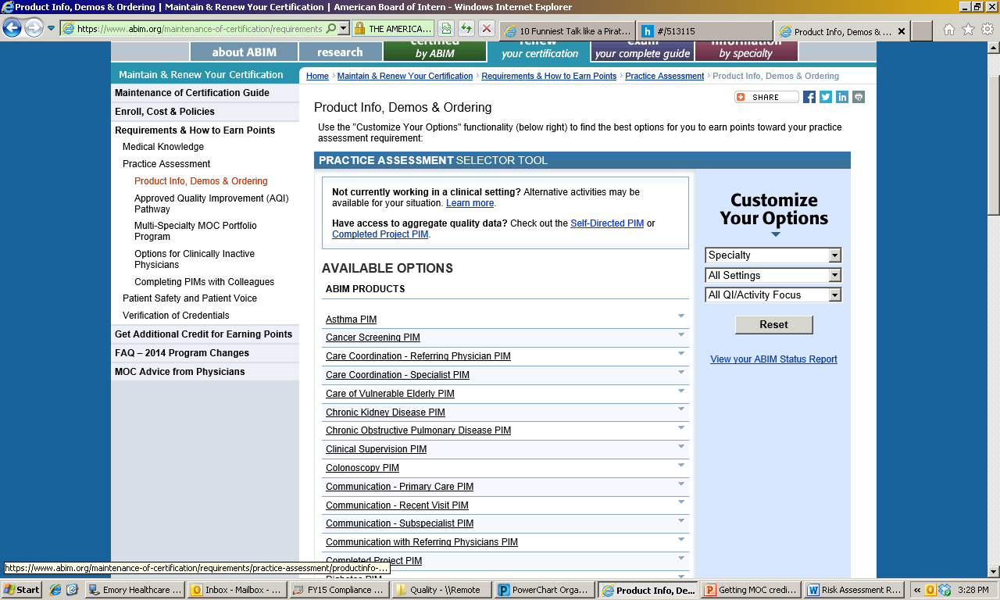 Product Info, Demos & Ordering | Maintain & Renew Your Certification | American Board of Intern - Windows Internet Explorer
https://www.abim.org/maintenance-of-certification/requirements
THE AMERICA...
10 Funniest Talk like a Pirat...
#/513115
Product Info, Demos & ...
about ABIM
research
certified
by ABIM
renew
your certification
exam
your complete guide
information
by specialty
Maintain & Renew Your Certification
Home > Maintain & Renew Your Certification > Requirements & How to Earn Points > Practice Assessment > Product Info, Demos & Ordering
Maintenance of Certification Guide
Enroll, Cost & Policies
Requirements & How to Earn Points
Medical Knowledge
Practice Assessment
Product Info, Demos & Ordering
Approved Quality Improvement (AQI)
Pathway
Multi-Specialty MOC Portfolio
Program
Options for Clinically Inactive
Physicians
Completing PIMs with Colleagues
Patient Safety and Patient Voice
Verification of Credentials
Get Additional Credit for Earning Points
FAQ – 2014 Program Changes
MOC Advice from Physicians
SHARE
Product Info, Demos & Ordering
Use the "Customize Your Options" functionality (below right) to find the best options for you to earn points toward your practice
assessment requirement:
PRACTICE ASSESSMENT SELECTOR TOOL
Not currently working in a clinical setting? Alternative activities may be
available for your situation. Learn more.
Have access to aggregate quality data? Check out the Self-Directed PIM or
Completed Project PIM.
AVAILABLE OPTIONS
ABIM PRODUCTS
Asthma PIM
Cancer Screening PIM
Care Coordination - Referring Physician PIM
Care Coordination - Specialist PIM
Care of Vulnerable Elderly PIM
Chronic Kidney Disease PIM
Chronic Obstructive Pulmonary Disease PIM
Clinical Supervision PIM
Colonoscopy PIM
Communication - Primary Care PIM
Communication - Recent Visit PIM
Communication - Subspecialist PIM
Communication with Referring Physicians PIM
Completed Project PIM
Diabetes PIM
Customize
Your Options
Specialty
All Settings
All QI/Activity Focus
Reset
View your ABIM Status Report
https://www.abim.org/maintenance-of-certification/requirements/practice-assessment/productinfo-...
Start
Emory Healthcare ...
Inbox - Mailbox - ...
FY15 Compliance ...
Quality - \\Remote
PowerChart Orga...
Product Info, De...
Getting MOC credi...
Risk Assessment R...
3:28 PM